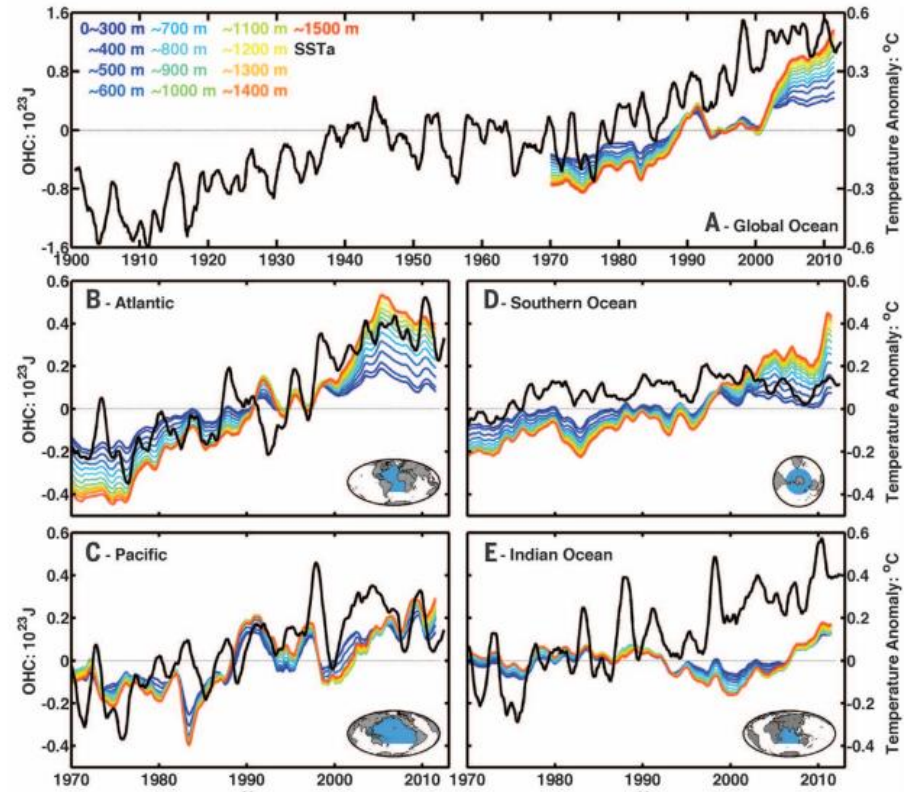 1.6
0.6
0~300 m ~700 m ~1100 m ~1500 m
~400 m ~800 m ~1200 m SSTa
~500 m ~900 m ~1300 m
~600 m ~1000 m ~1400 m
0.8
0.3
0
0
-0.8
-0.3
-1.6
-0.6
OHC: 10²³J
Temperature Anomaly: °C
A - Global Ocean
1900 1910 1920 1930 1940 1950 1960 1970 1980 1990 2000 2010
B - Atlantic
0.6
0.4
0.2
0
-0.2
-0.4
OHC: 10²³J
D - Southern Ocean
0.6
0.4
0.2
0
-0.2
-0.4
Temperature Anomaly: °C
C - Pacific
0.6
0.4
0.2
0
-0.2
-0.4
OHC: 10²³J
1970 1980 1990 2000 2010
E - Indian Ocean
0.6
0.4
0.2
0
-0.2
-0.4
Temperature Anomaly: °C
1970 1980 1990 2000 2010